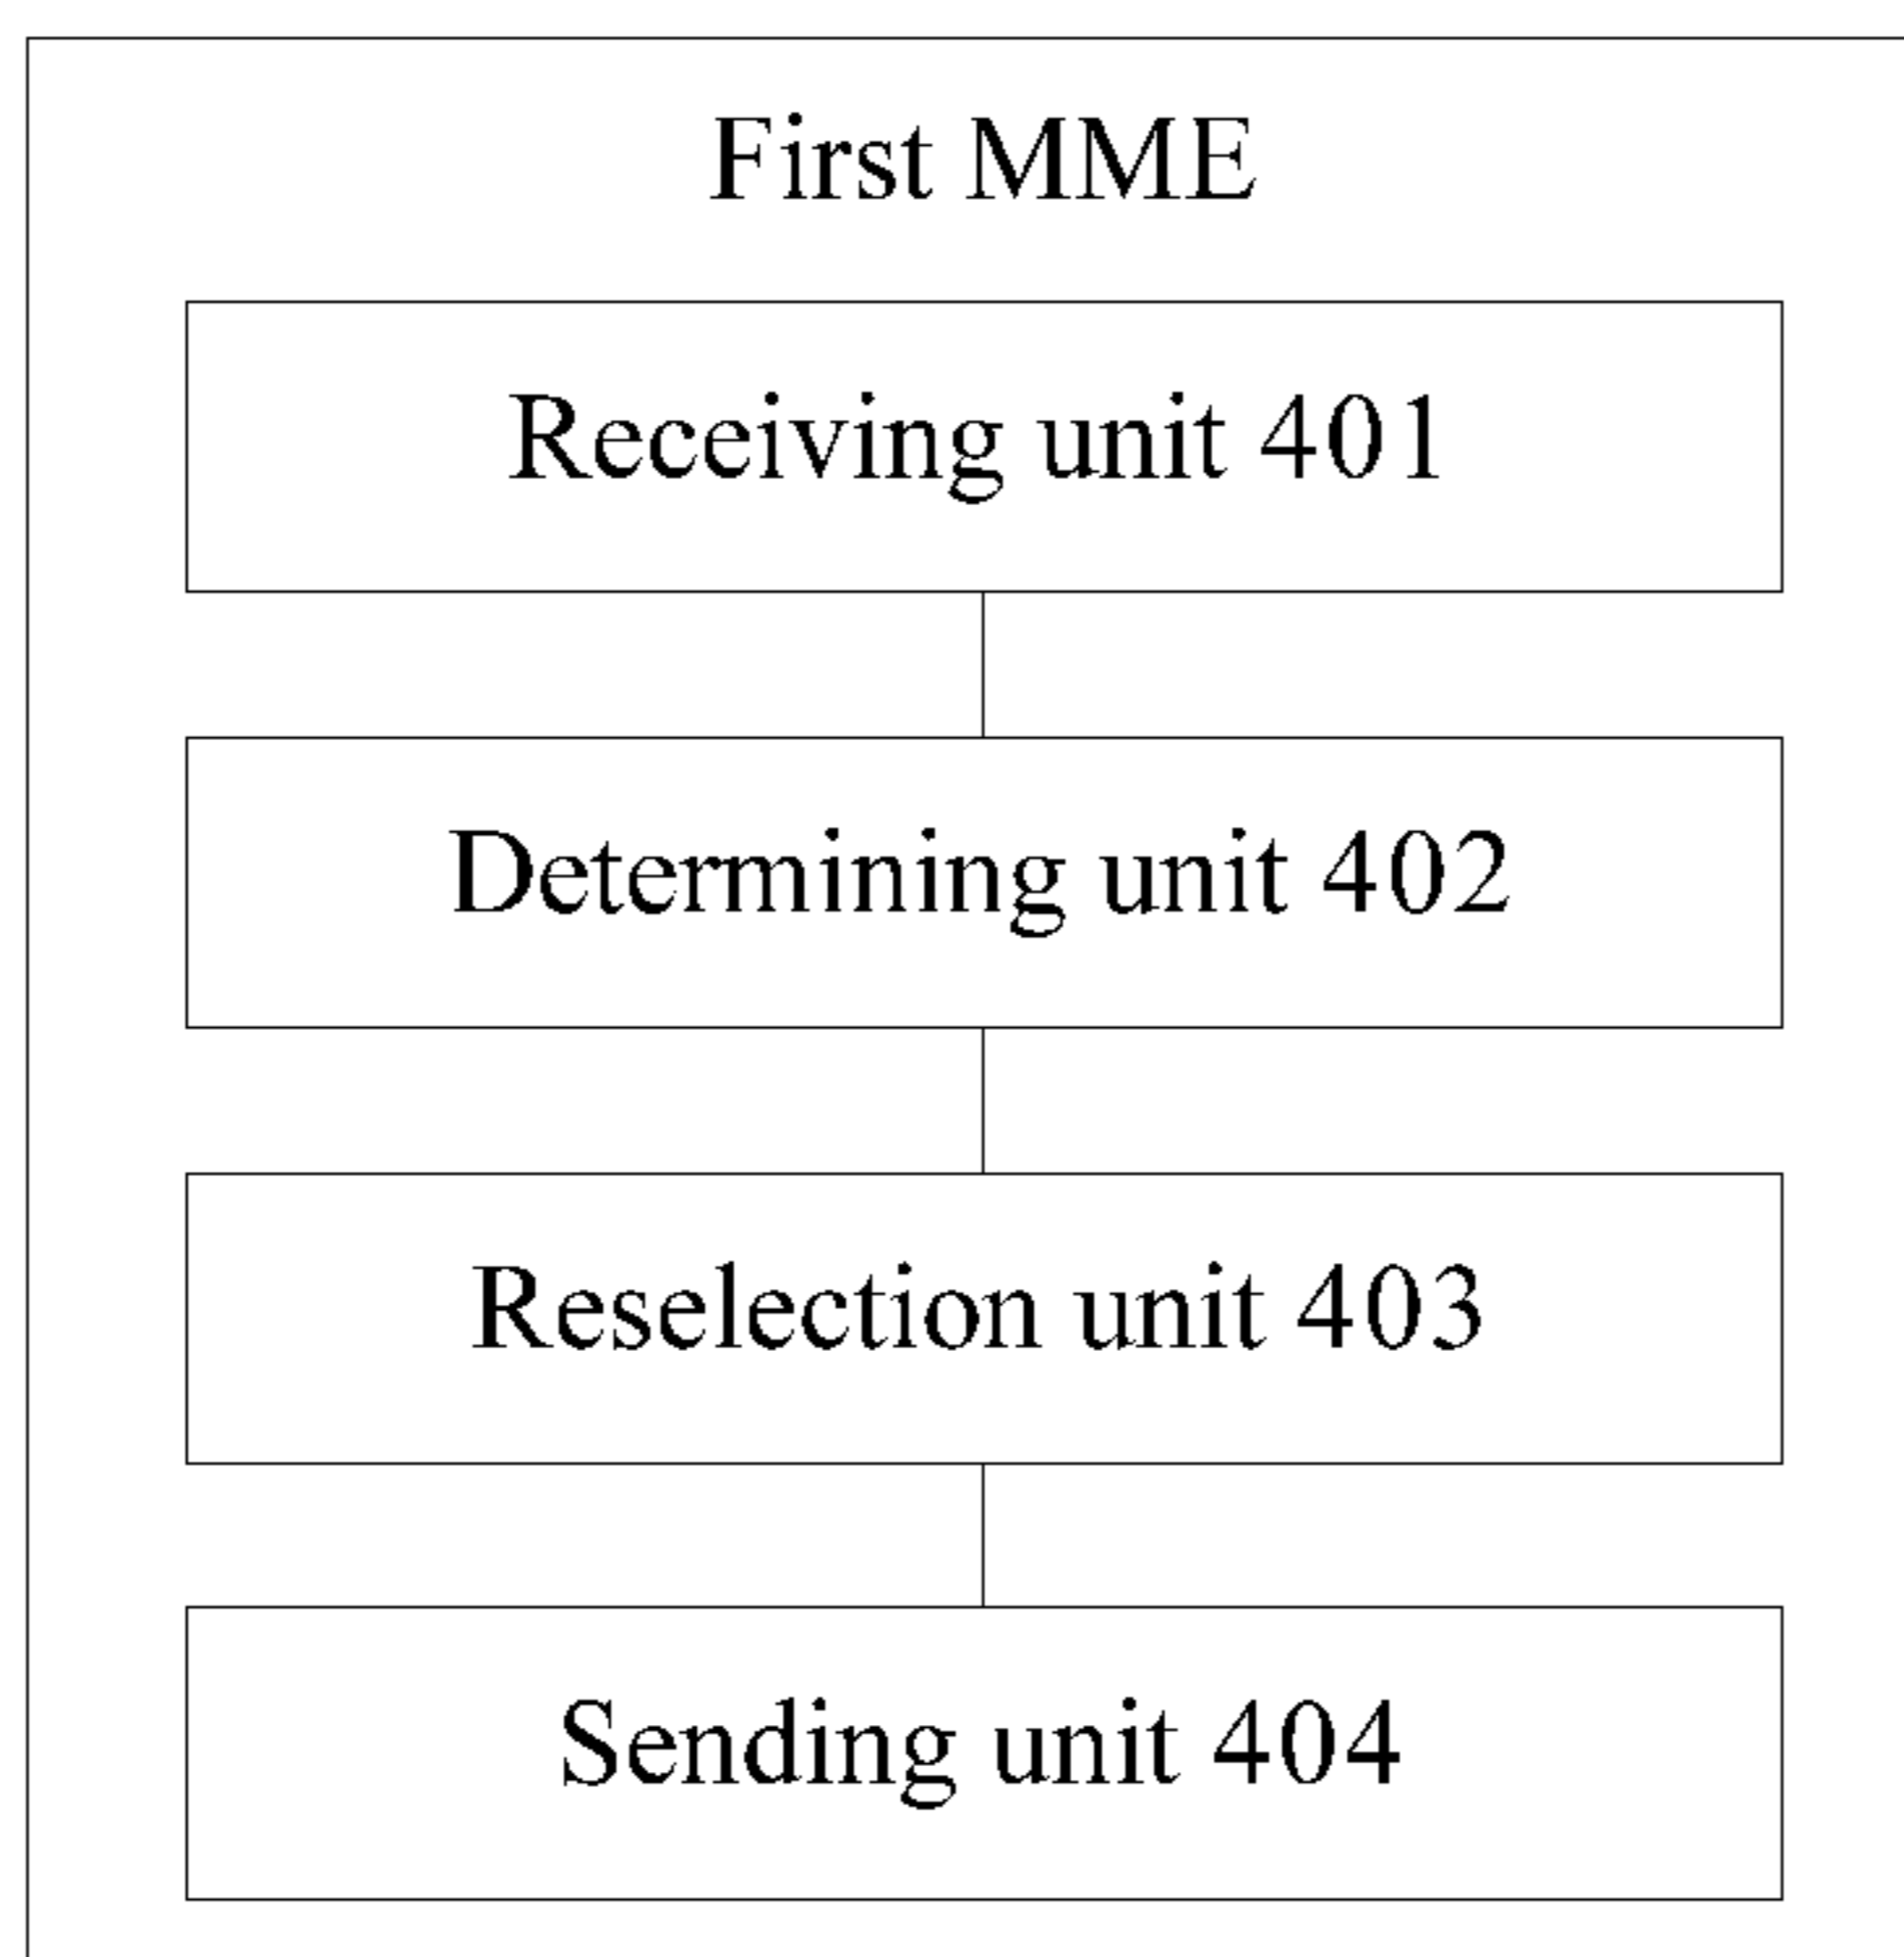 First MME
Receiving unit 401
Determining unit 402
Reselection unit 403
Sending unit 404